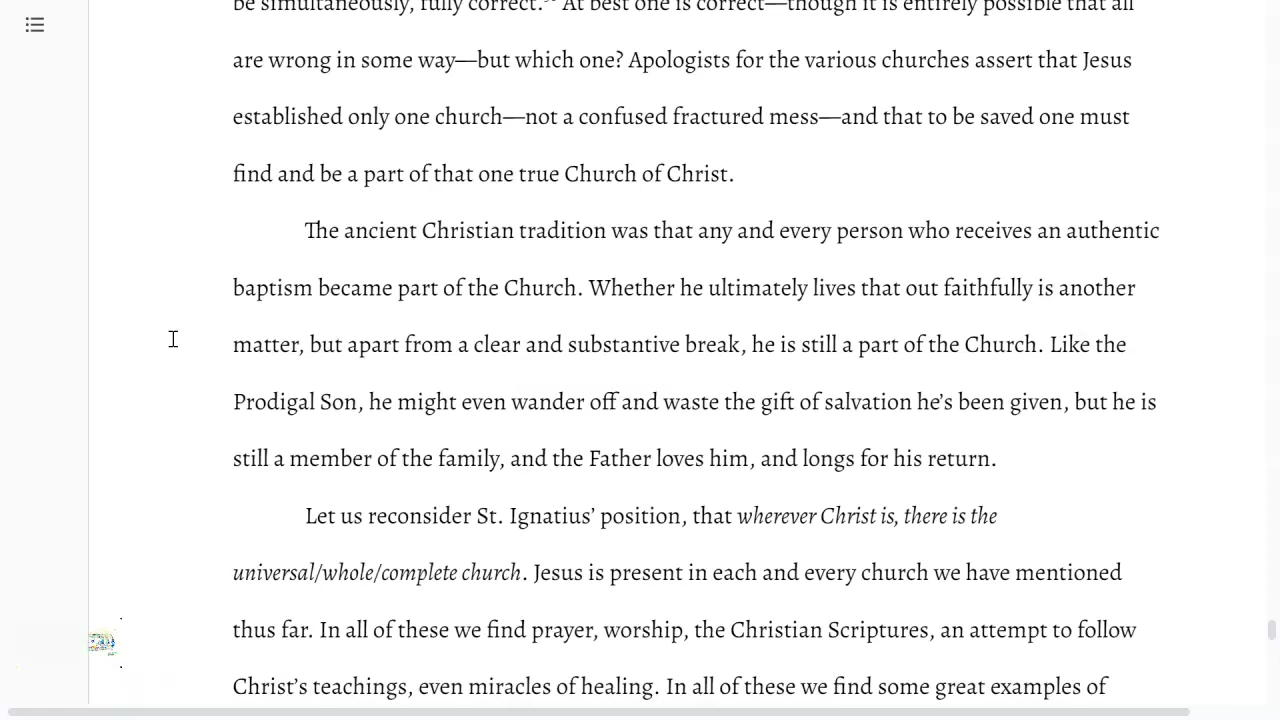 be simultaneously, fully correct. At best one is correct—though it is entirely possible that all
are wrong in some way—but which one? Apologists for the various churches assert that Jesus
established only one church—not a confused fractured mess—and that to be saved one must
find and be a part of that one true Church of Christ.
The ancient Christian tradition was that any and every person who receives an authentic
baptism became part of the Church. Whether he ultimately lives that out faithfully is another
matter, but apart from a clear and substantive break, he is still a part of the Church. Like the
Prodigal Son, he might even wander off and waste the gift of salvation he’s been given, but he is
still a member of the family, and the Father loves him, and longs for his return.
Let us reconsider St. Ignatius’ position, that wherever Christ is, there is the
universal/whole/complete church. Jesus is present in each and every church we have mentioned
thus far. In all of these we find prayer, worship, the Christian Scriptures, an attempt to follow
Christ’s teachings, even miracles of healing. In all of these we find some great examples of